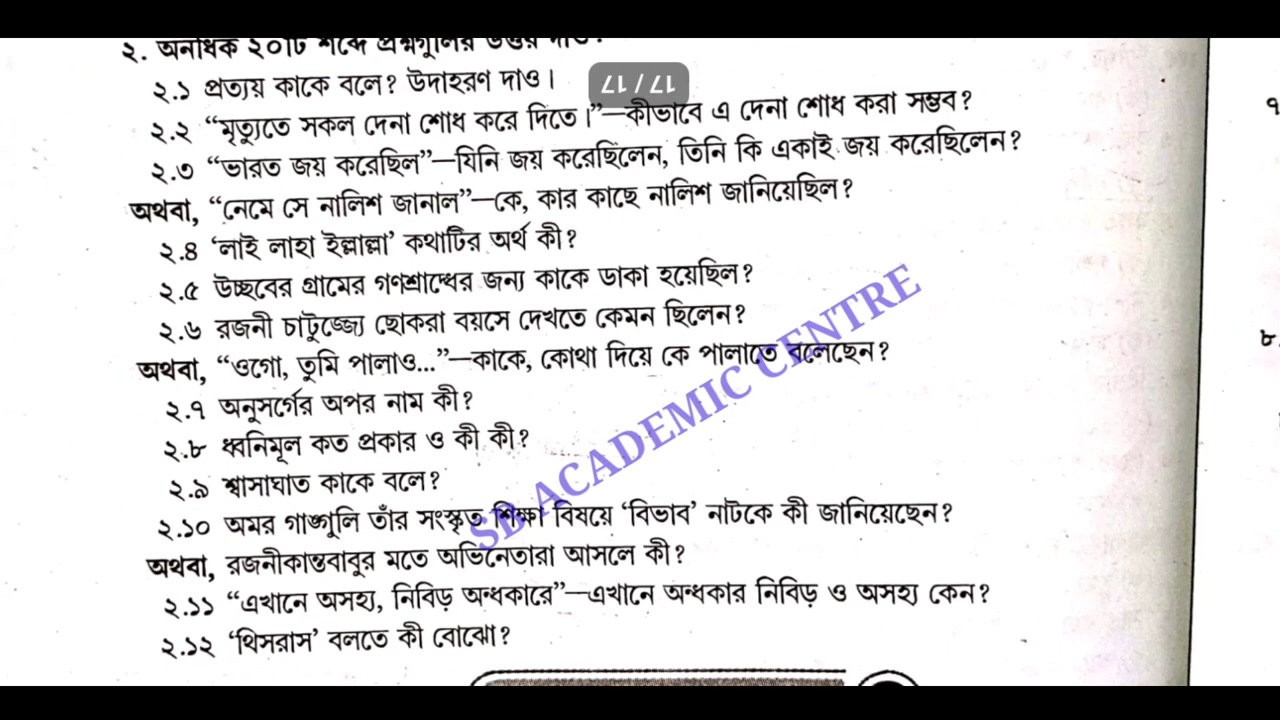 ২. অনধিক ২০টি শব্দে প্রশ্নগুলির উত্তর দাও :
২.১ প্রত্যয় কাকে বলে? উদাহরণ দাও।
17/17
২.২ “মৃত্যুতে সকল দেনা শোধ করে দিতে।”—কীভাবে এ দেনা শোধ করা সম্ভব?
২.৩ “ভারত জয় করেছিল”—যিনি জয় করেছিলেন, তিনি কি একাই জয় করেছিলেন?
অথবা, “নেমে সে নালিশ জানাল”—কে, কার কাছে নালিশ জানিয়েছিল?
২.৪ ‘লাই লাহা ইল্লাল্লা’ কথাটির অর্থ কী?
২.৫ উচ্ছবের গ্রামের গণশ্রাদ্ধের জন্য কাকে ডাকা হয়েছিল?
২.৬ রজনী চাটুজ্জ্যে ছোকরা বয়সে দেখতে কেমন ছিলেন?
অথবা, “ওগো, তুমি পালাও...”—কাকে, কোথা দিয়ে কে পালাতে বলেছেন?
২.৭ অনুসর্গের অপর নাম কী?
২.৮ ধ্বনিমূল কত প্রকার ও কী কী?
২.৯ শ্বাসাঘাত কাকে বলে?
২.১০ অমর গাঙ্গুলি তাঁর সংস্কৃত শিক্ষা বিষয়ে ‘বিভাব’ নাটকে কী জানিয়েছেন?
অথবা, রজনীকান্তবাবুর মতে অভিনেতারা আসলে কী?
২.১১ “এখানে অসহ্য, নিবিড় অন্ধকারে”—এখানে অন্ধকার নিবিড় ও অসহ্য কেন?
২.১২ ‘থিসরাস’ বলতে কী বোঝো?
SB ACADEMIC CENTRE
৭
৮.